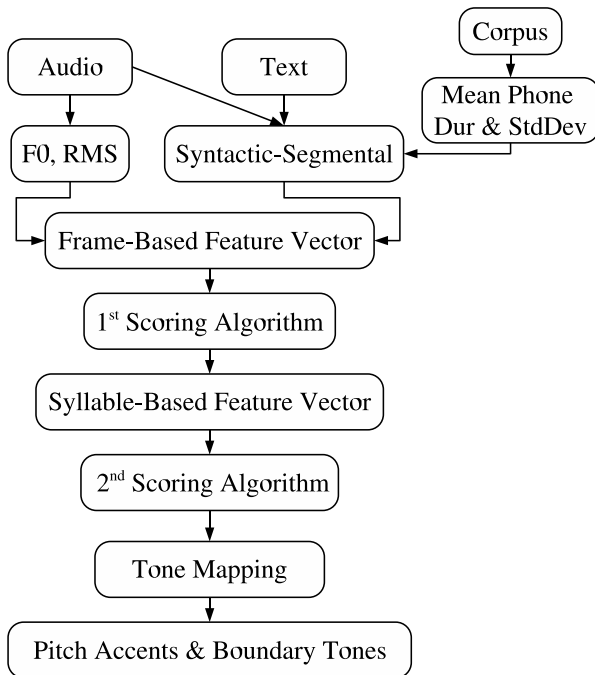 Corpus
Audio
Text
Mean Phone
Dur & StdDev
F0, RMS
Syntactic-Segmental
Frame-Based Feature Vector
1st Scoring Algorithm
Syllable-Based Feature Vector
2nd Scoring Algorithm
Tone Mapping
Pitch Accents & Boundary Tones